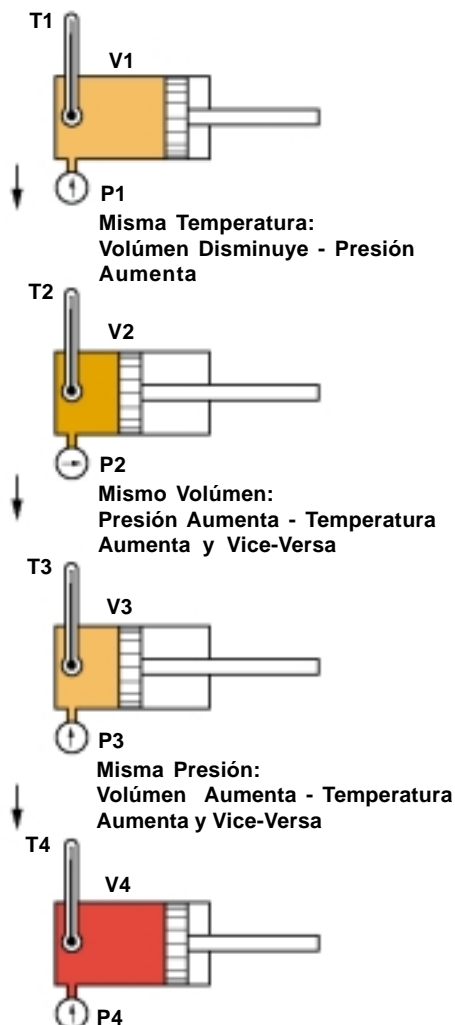 T1
V1
P1
Misma Temperatura:
Volúmen Disminuye - Presión
Aumenta
T2
V2
P2
Mismo Volúmen:
Presión Aumenta - Temperatura
Aumenta y Vice-Versa
T3
V3
P3
Misma Presión:
Volúmen Aumenta - Temperatura
Aumenta y Vice-Versa
T4
V4
P4